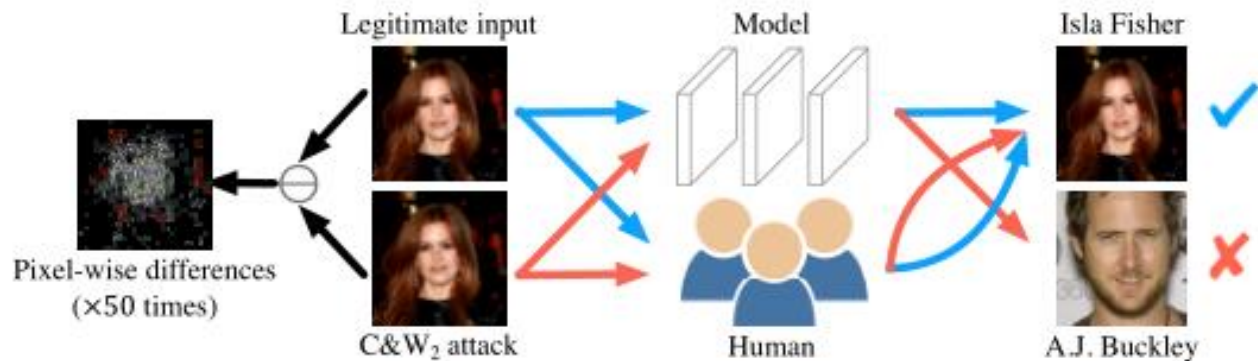 Legitimate input
Model
Isla Fisher
Pixel-wise differences
(×50 times)
C&W₂ attack
Human
A.J. Buckley